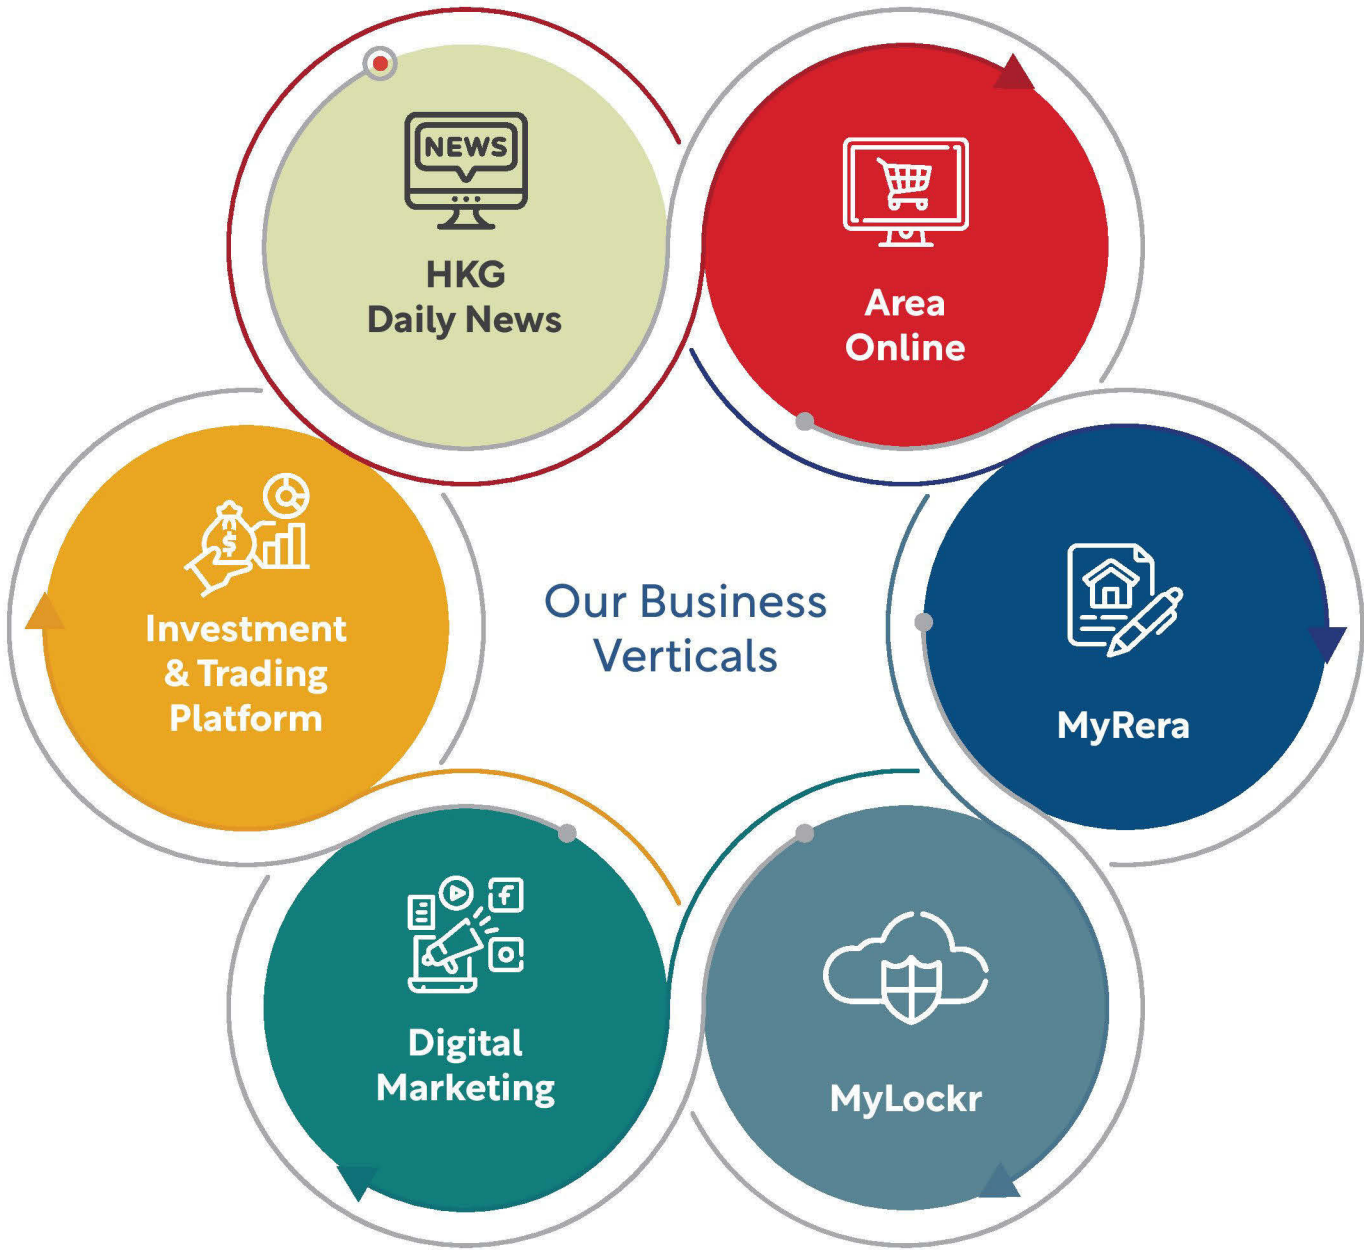 NEWS
HKG
Daily News
Area
Online
Investment
& Trading
Platform
$
Our Business
Verticals
MyRera
Digital
Marketing
f
MyLockr